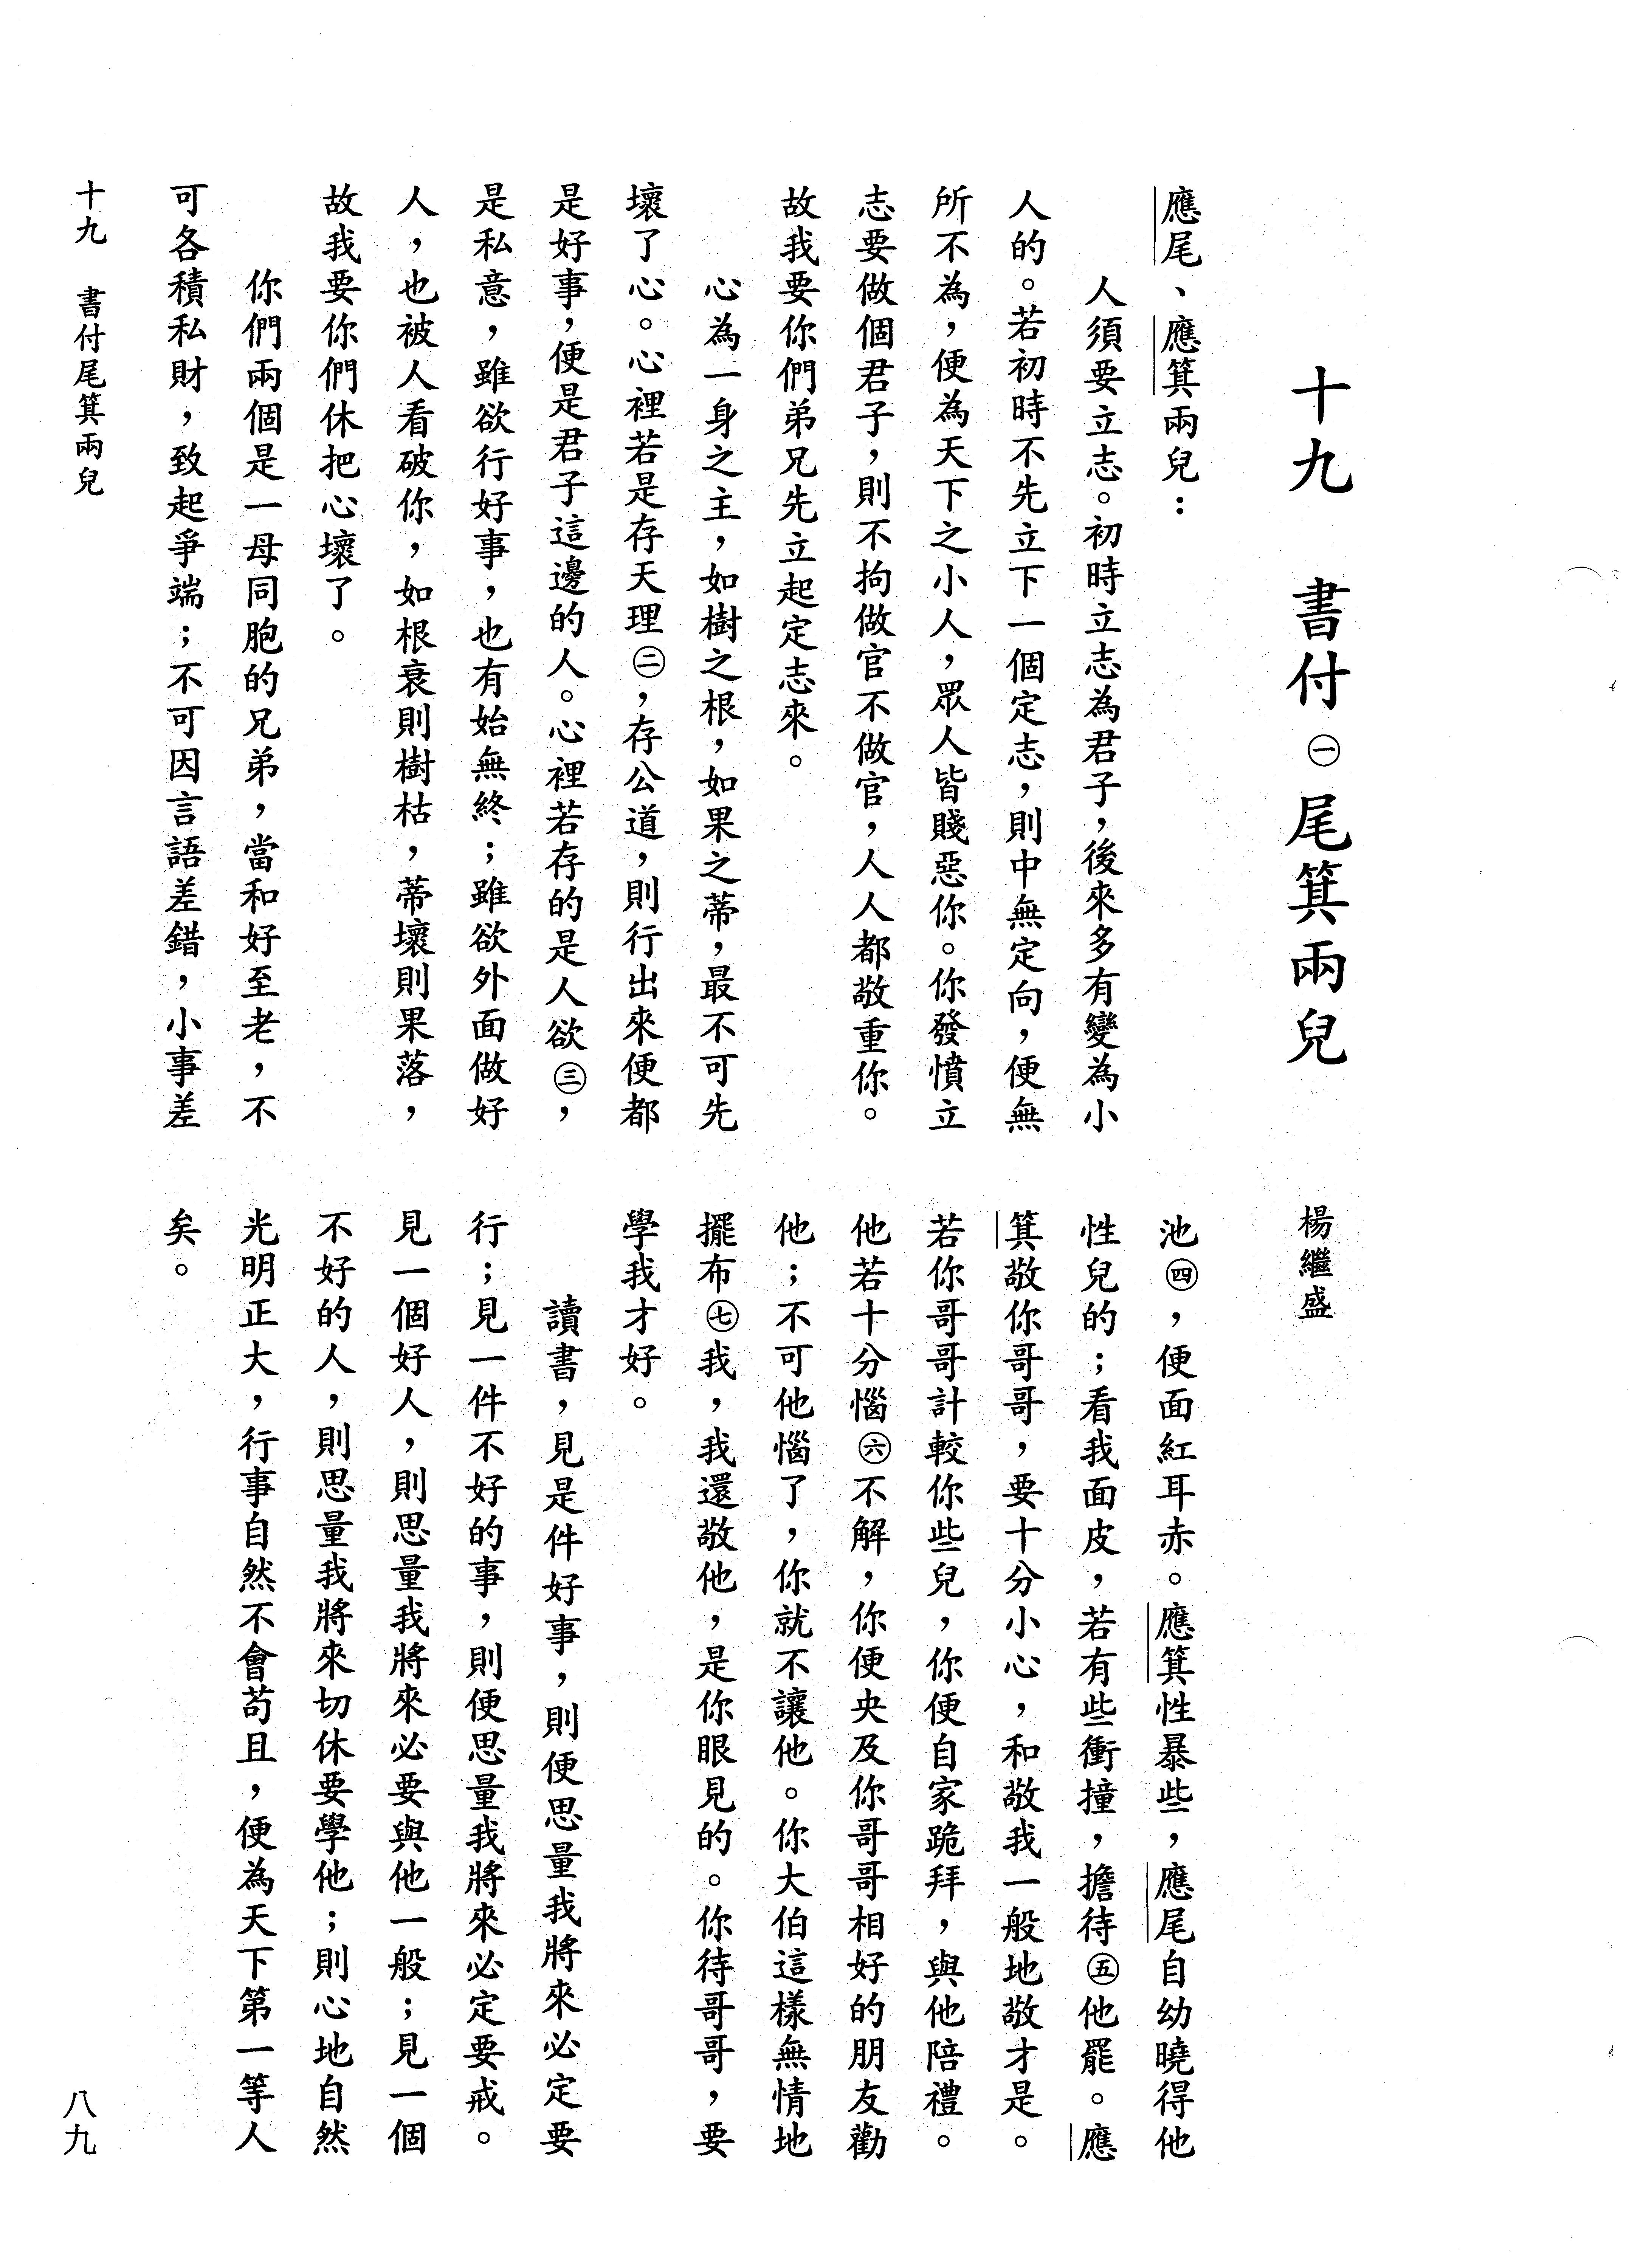 十九　書付㊀尾箕兩兒
楊繼盛
應尾、應箕兩兒：
人須要立志。初時立志為君子，後來多有變為小
人的。若初時不先立下一個定志，則中無定向，便無
所不為，便為天下之小人，眾人皆賤惡你。你發憤立
志要做個君子，則不拘做官不做官，人人都敬重你。
故我要你們弟兄先立起定志來。
心為一身之主，如樹之根，如果之蒂，最不可先
壞了心。心裡若是存天理㊁，存公道，則行出來便都
是好事，便是君子這邊的人。心裡若存的是人欲㊂，
是私意，雖欲行好事，也有始無終；雖欲外面做好
人，也被人看破你，如根衰則樹枯，蒂壞則果落，
故我要你們休把心壞了。
你們兩個是一母同胞的兄弟，當和好至老，不
可各積私財，致起爭端；不可因言語差錯，小事差
池㊃，便面紅耳赤。應箕性暴些，應尾自幼曉得他
性兒的；看我面皮，若有些衝撞，擔待㊄他罷。應
箕敬你哥哥，要十分小心，和敬我一般地敬才是。
若你哥哥計較你些兒，你便自家跪拜，與他陪禮。
他若十分惱㊅不解，你便央及你哥哥相好的朋友勸
他；不可他惱了，你就不讓他。你大伯這樣無情地
擺布㊆我，我還敬他，是你眼見的。你待哥哥，要
學我才好。
讀書，見是件好事，則便思量我將來必定要
行；見一件不好的事，則便思量我將來必定要戒。
見一個好人，則思量我將來必要與他一般；見一個
不好的人，則思量我將來切休要學他；則心地自然
光明正大，行事自然不會苟且，便為天下第一等人
矣。
十九　書付尾箕兩兒
八九